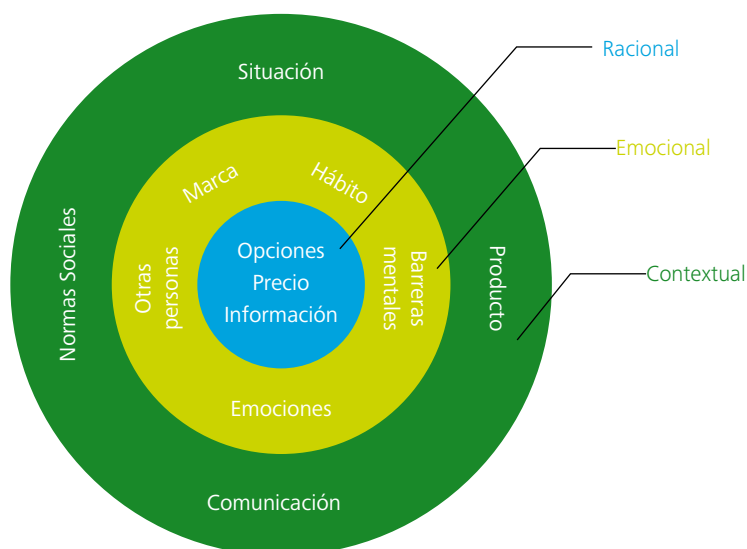 Situación
Racional
Emocional
Contextual
Marca
Hábito
Normas Sociales
Otras
personas
Opciones
Precio
Información
Barreras
mentales
Producto
Emociones
Comunicación